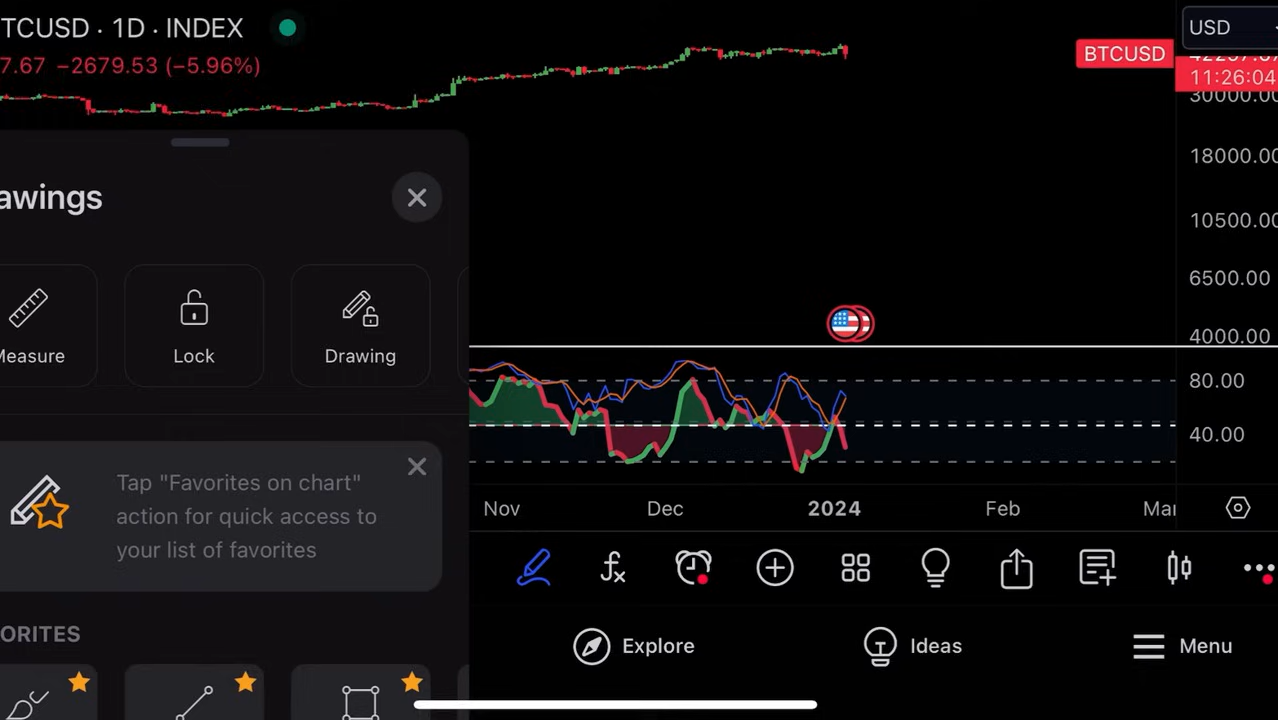 TCUSD · 1D · INDEX
7.67 −2679.53 (−5.96%)
USD
BTCUSD
11:26:04
30000.00
18000.00
10500.00
6500.00
4000.00
80.00
40.00
awings
Measure
Lock
Drawing
Tap "Favorites on chart"
action for quick access to
your list of favorites
ORITES
Nov
Dec
2024
Feb
Mar
Explore
Ideas
Menu